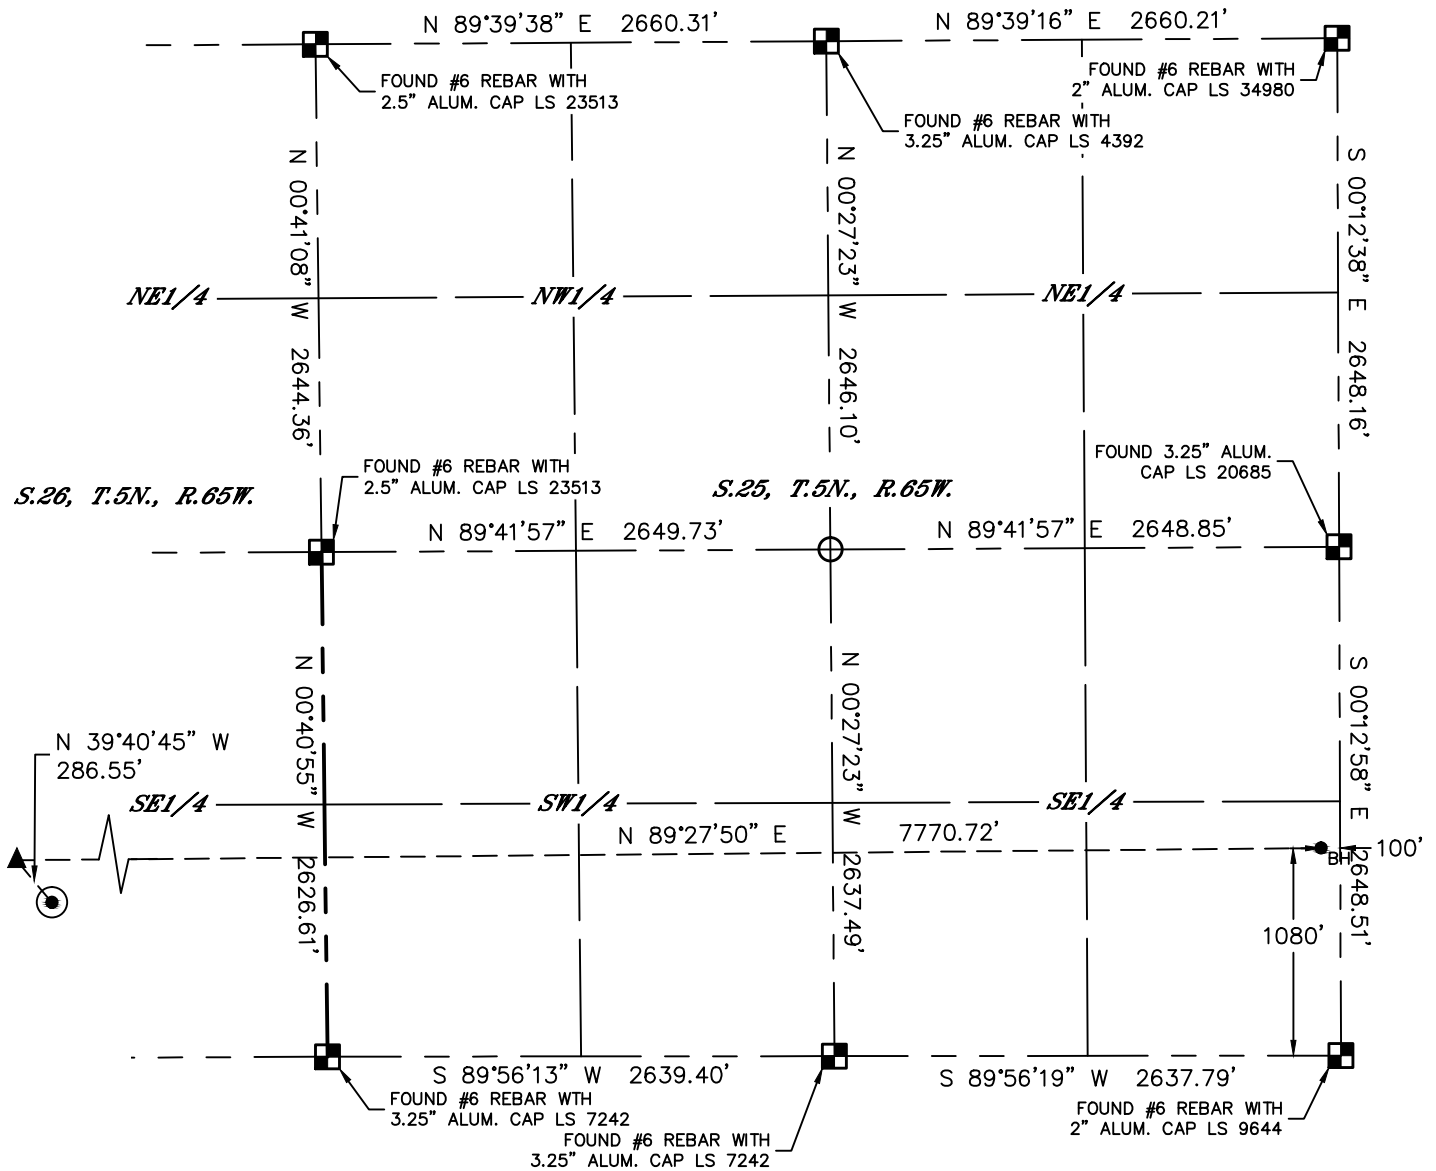 N 89°39'38" E 2660.31'
N 89°39'16" E 2660.21'
FOUND #6 REBAR WITH
2.5" ALUM. CAP LS 23513
FOUND #6 REBAR WITH
3.25" ALUM. CAP LS 4392
FOUND #6 REBAR WITH
2" ALUM. CAP LS 34980
N 00°41'08" W 2644.36'
N 00°27'23" W 2646.10'
S 00°12'38" E 2648.16'
NE1/4
NW1/4
NE1/4
S.26, T.5N., R.65W.
FOUND #6 REBAR WITH
2.5" ALUM. CAP LS 23513
S.25, T.5N., R.65W.
FOUND 3.25" ALUM.
CAP LS 20685
N 89°41'57" E 2649.73'
N 89°41'57" E 2648.85'
N 00°40'55" W 2626.61'
N 00°27'23" W 2637.49'
S 00°12'58" E 2648.51'
N 39°40'45" W
286.55'
SE1/4
SW1/4
SE1/4
N 89°27'50" E 7770.72'
BH
100'
1080'
S 89°56'13" W 2639.40'
S 89°56'19" W 2637.79'
FOUND #6 REBAR WTH
3.25" ALUM. CAP LS 7242
FOUND #6 REBAR WITH
3.25" ALUM. CAP LS 7242
FOUND #6 REBAR WITH
2" ALUM. CAP LS 9644